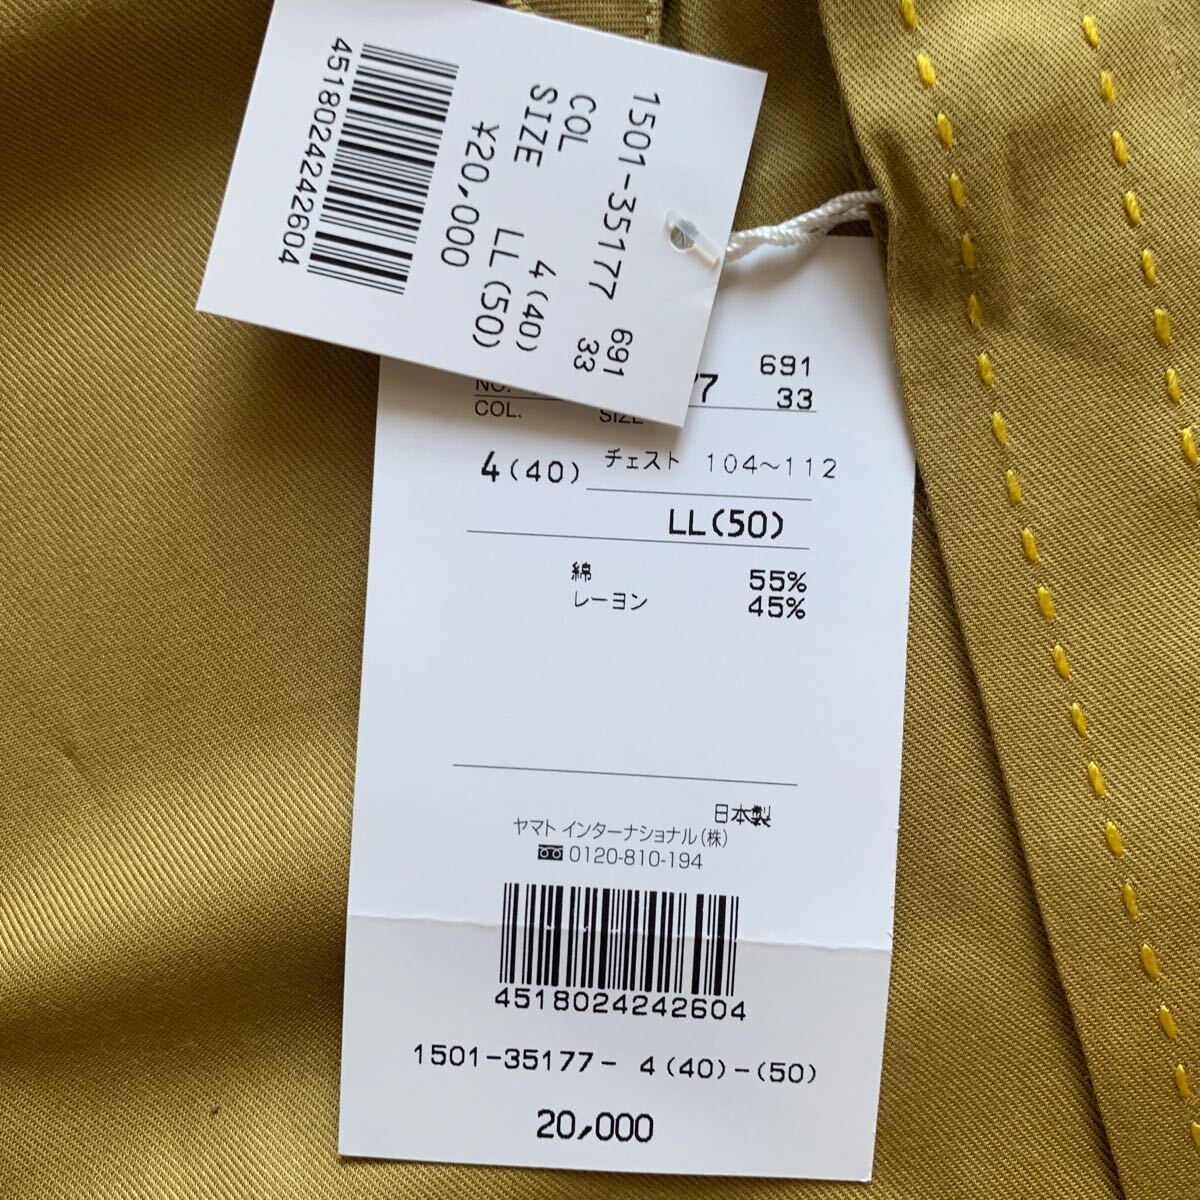 1501-35177 691
COL 33
4(40)
SIZE LL(50)
¥20,000
4518024242604
691
7 33
NO.
COL. SIZE
4(40) チェスト 104~112
LL(50)
綿 55%
レーヨン 45%
日本製
ヤマト インターナショナル(株)
0120-810-194
4518024242604
1501-35177- 4(40)-(50)
20,000